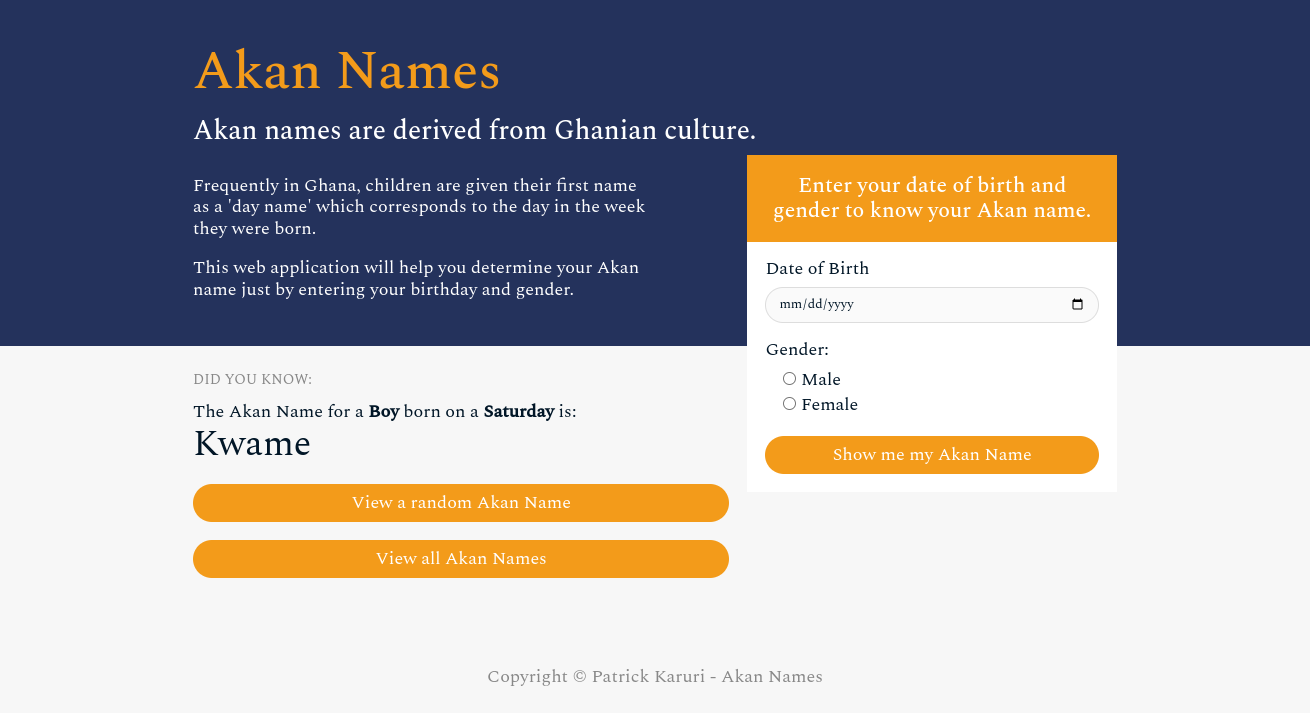 Akan Names
Akan names are derived from Ghanian culture.
Frequently in Ghana, children are given their first name
as a 'day name' which corresponds to the day in the week
they were born.
This web application will help you determine your Akan
name just by entering your birthday and gender.
Enter your date of birth and
gender to know your Akan name.
Date of Birth
mm/dd/yyyy
Gender:
Male
Female
Show me my Akan Name
DID YOU KNOW:
The Akan Name for a Boy born on a Saturday is:
Kwame
View a random Akan Name
View all Akan Names
Copyright © Patrick Karuri - Akan Names